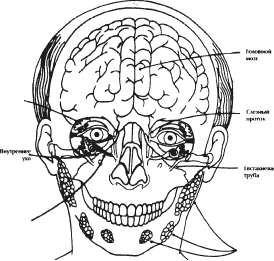 Головной
мозг
Слезный
проток
Внутреннее
ухо
Евстахиева
труба